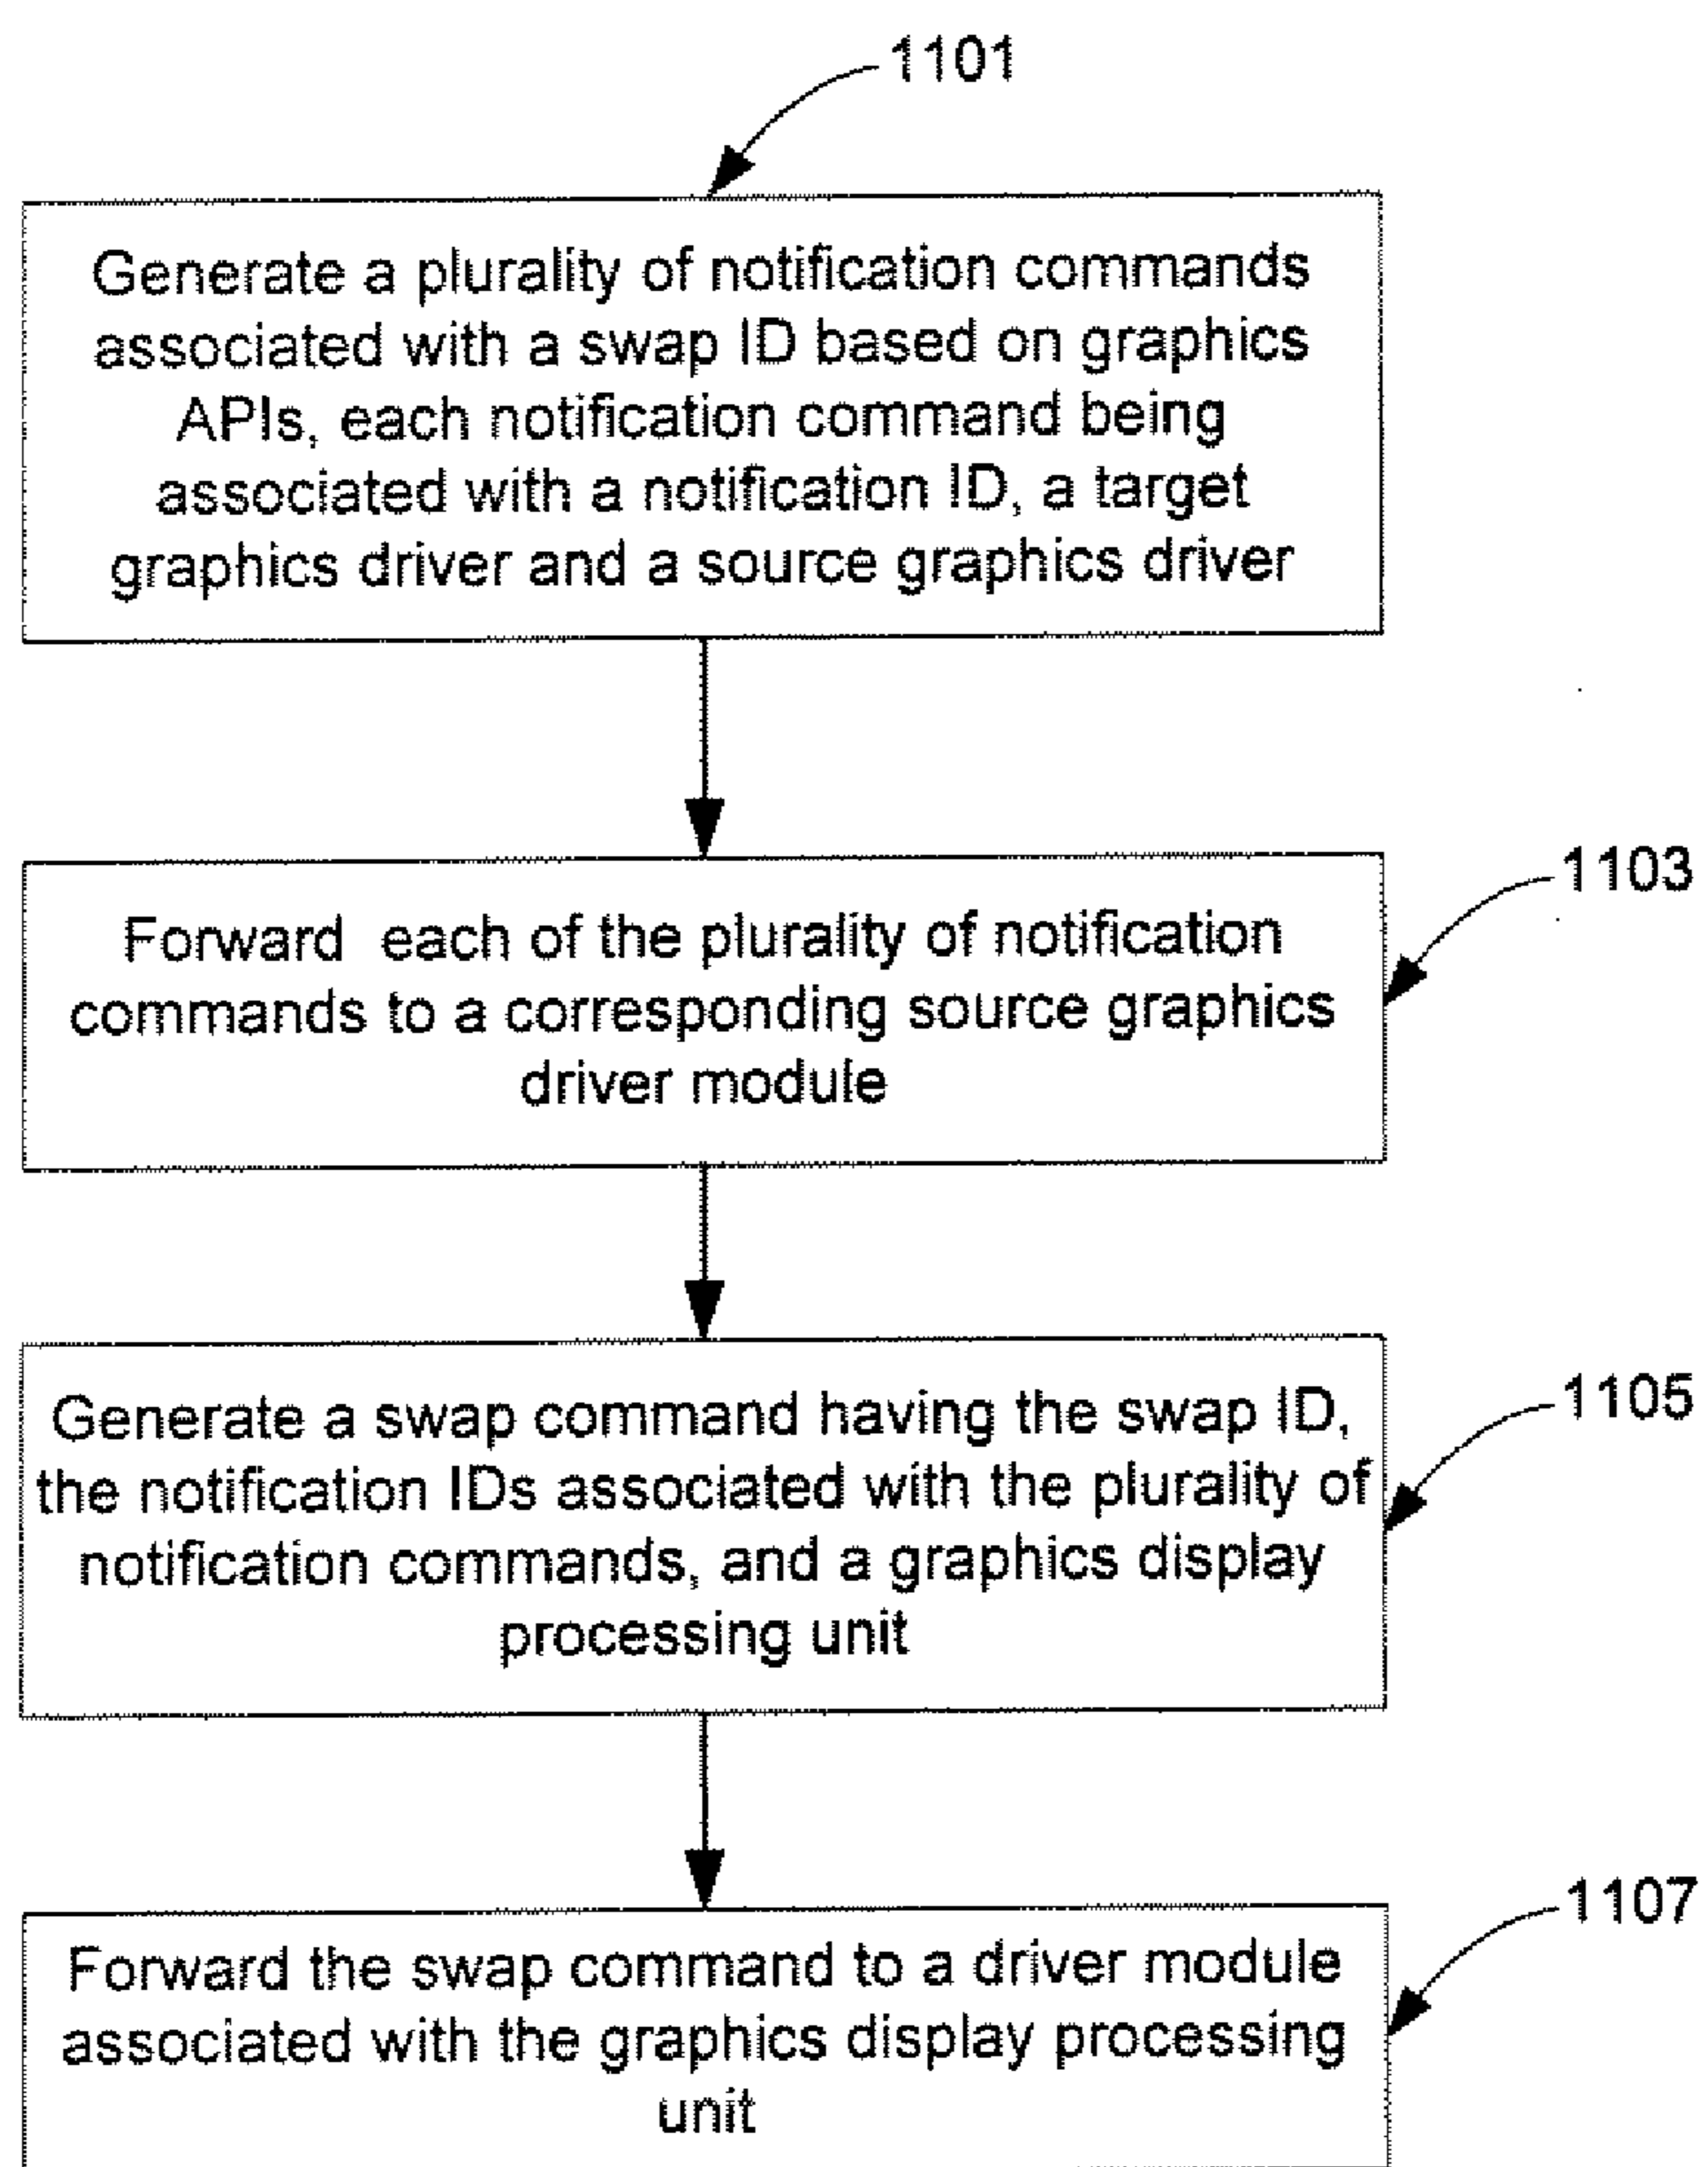 1101
Generate a plurality of notification commands
associated with a swap ID based on graphics
APIs, each notification command being
associated with a notification ID, a target
graphics driver and a source graphics driver
1103
Forward each of the plurality of notification
commands to a corresponding source graphics
driver module
1105
Generate a swap command having the swap ID,
the notification IDs associated with the plurality of
notification commands, and a graphics display
processing unit
1107
Forward the swap command to a driver module
associated with the graphics display processing
unit